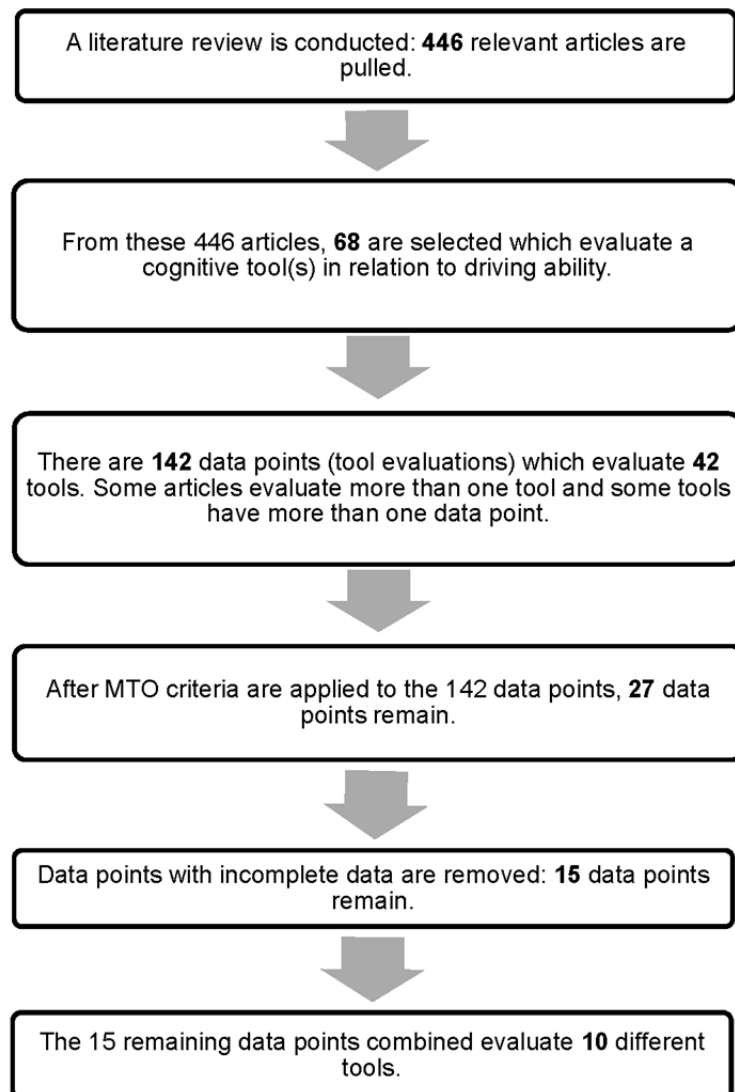 A literature review is conducted: 446 relevant articles are
pulled.
From these 446 articles, 68 are selected which evaluate a
cognitive tool(s) in relation to driving ability.
There are 142 data points (tool evaluations) which evaluate 42
tools. Some articles evaluate more than one tool and some tools
have more than one data point.
After MTO criteria are applied to the 142 data points, 27 data
points remain.
Data points with incomplete data are removed: 15 data points
remain.
The 15 remaining data points combined evaluate 10 different
tools.